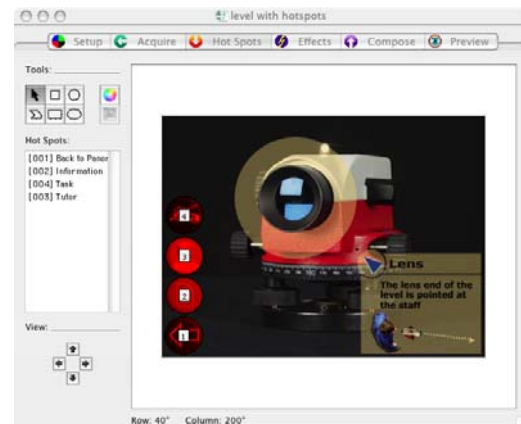 level with hotspots
Setup Acquire Hot Spots Effects Compose Preview
Tools:
Hot Spots:
[001] Back to Panor
[002] Information
[004] Task
[003] Tutor
View:
4
3
2
1
Lens
The lens end of the
level is pointed at
the staff
Row: 40° Column: 200°